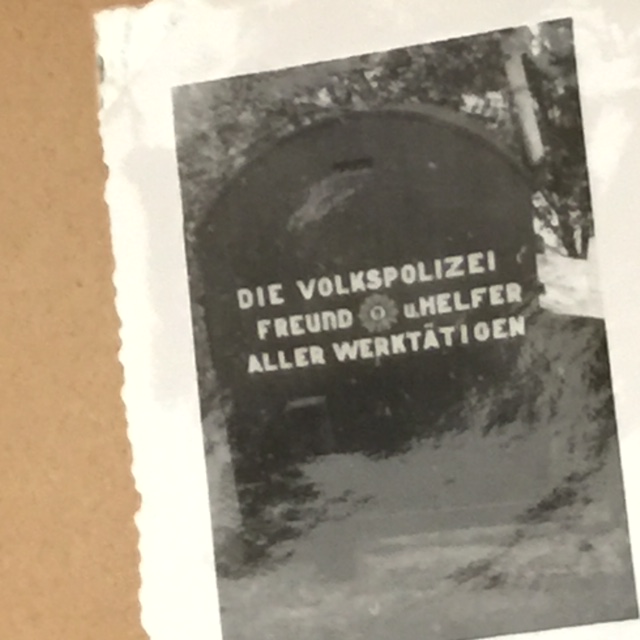 DIE VOLKSPOLIZEI
FREUND u.HELFER
ALLER WERKTÄTIGEN